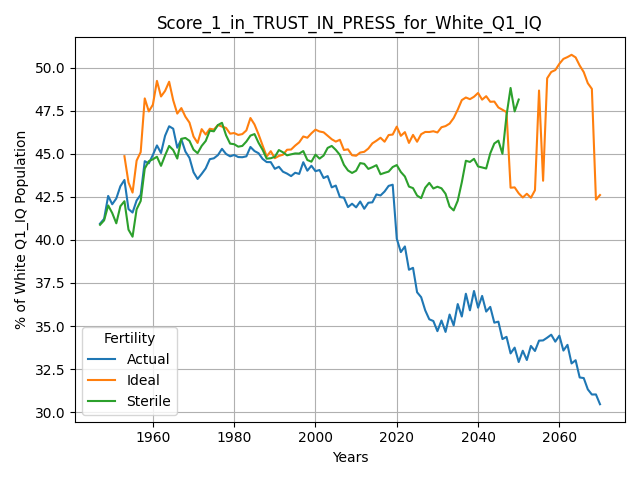 Score_1_in_TRUST_IN_PRESS_for_White_Q1_IQ
% of White Q1_IQ Population
50.0
47.5
45.0
42.5
40.0
37.5
35.0
32.5
30.0
Fertility
Actual
Ideal
Sterile
1960 1980 2000 2020 2040 2060
Years